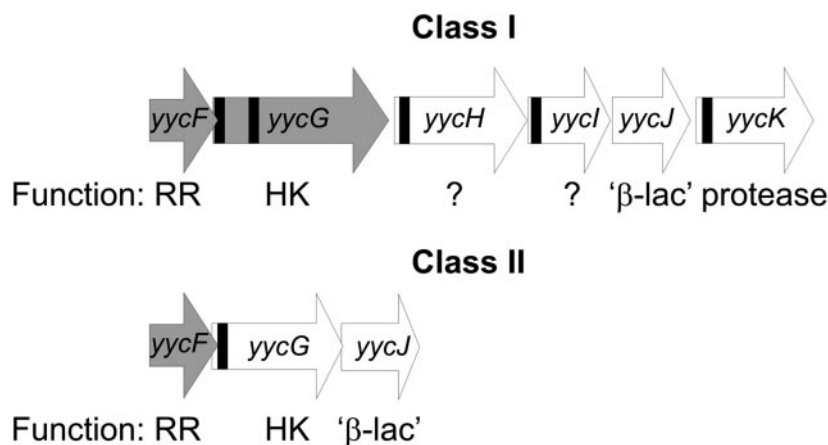 Class I
yycF yycG yycH yycI yycJ yycK
Function: RR HK ? ? ‘β-lac’ protease
Class II
yycF yycG yycJ
Function: RR HK ‘β-lac’